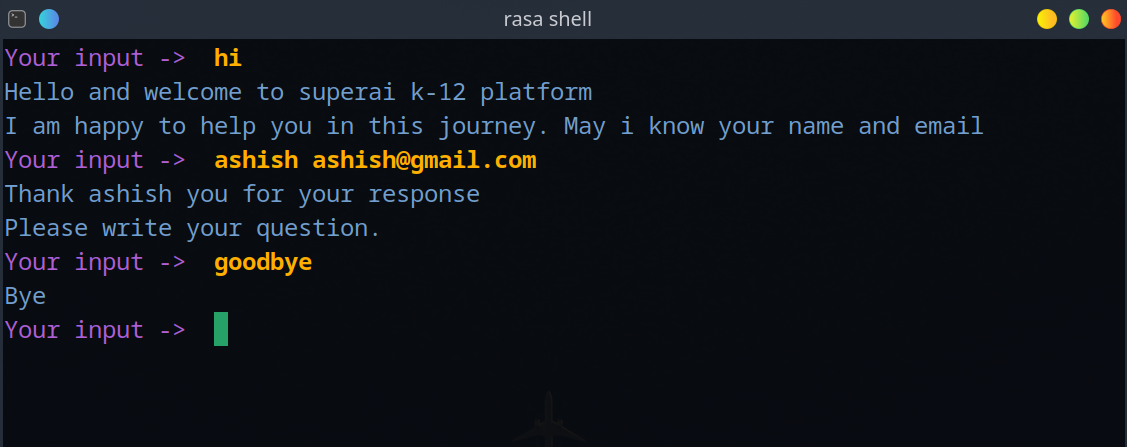 rasa shell
Your input -> hi
Hello and welcome to superai k-12 platform
I am happy to help you in this journey. May i know your name and email
Your input -> ashish ashish@gmail.com
Thank ashish you for your response
Please write your question.
Your input -> goodbye
Bye
Your input ->